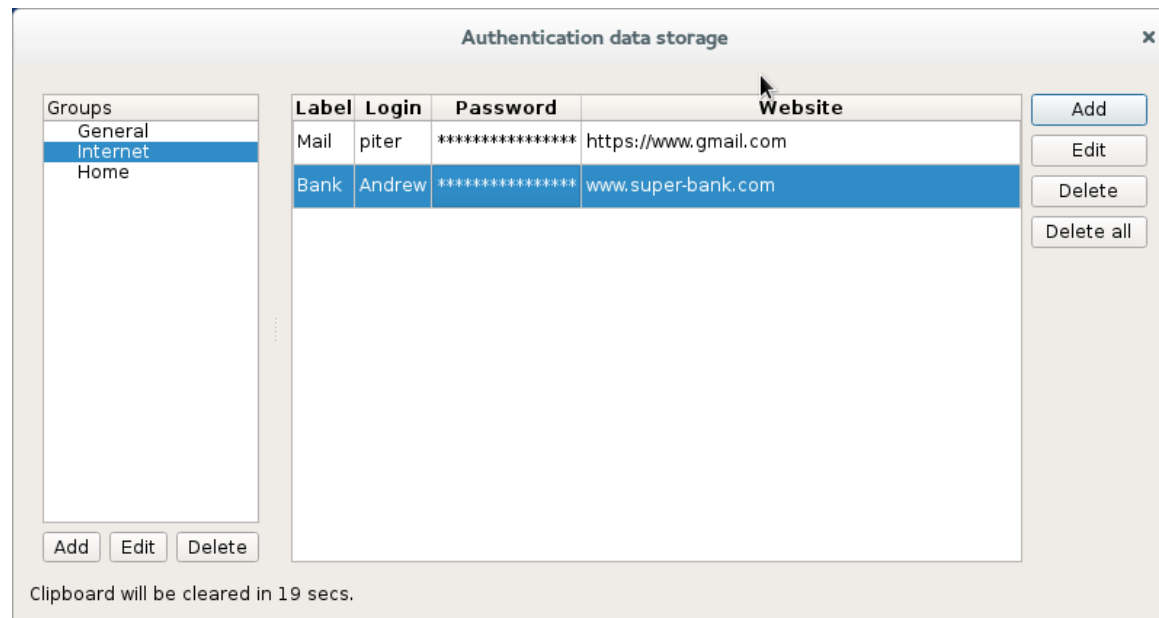 Authentication data storage ×
Groups
General
Internet
Home
Add Edit Delete
Label Login Password Website
Mail piter **************** https://www.gmail.com
Bank Andrew **************** www.super-bank.com
Add
Edit
Delete
Delete all
Clipboard will be cleared in 19 secs.